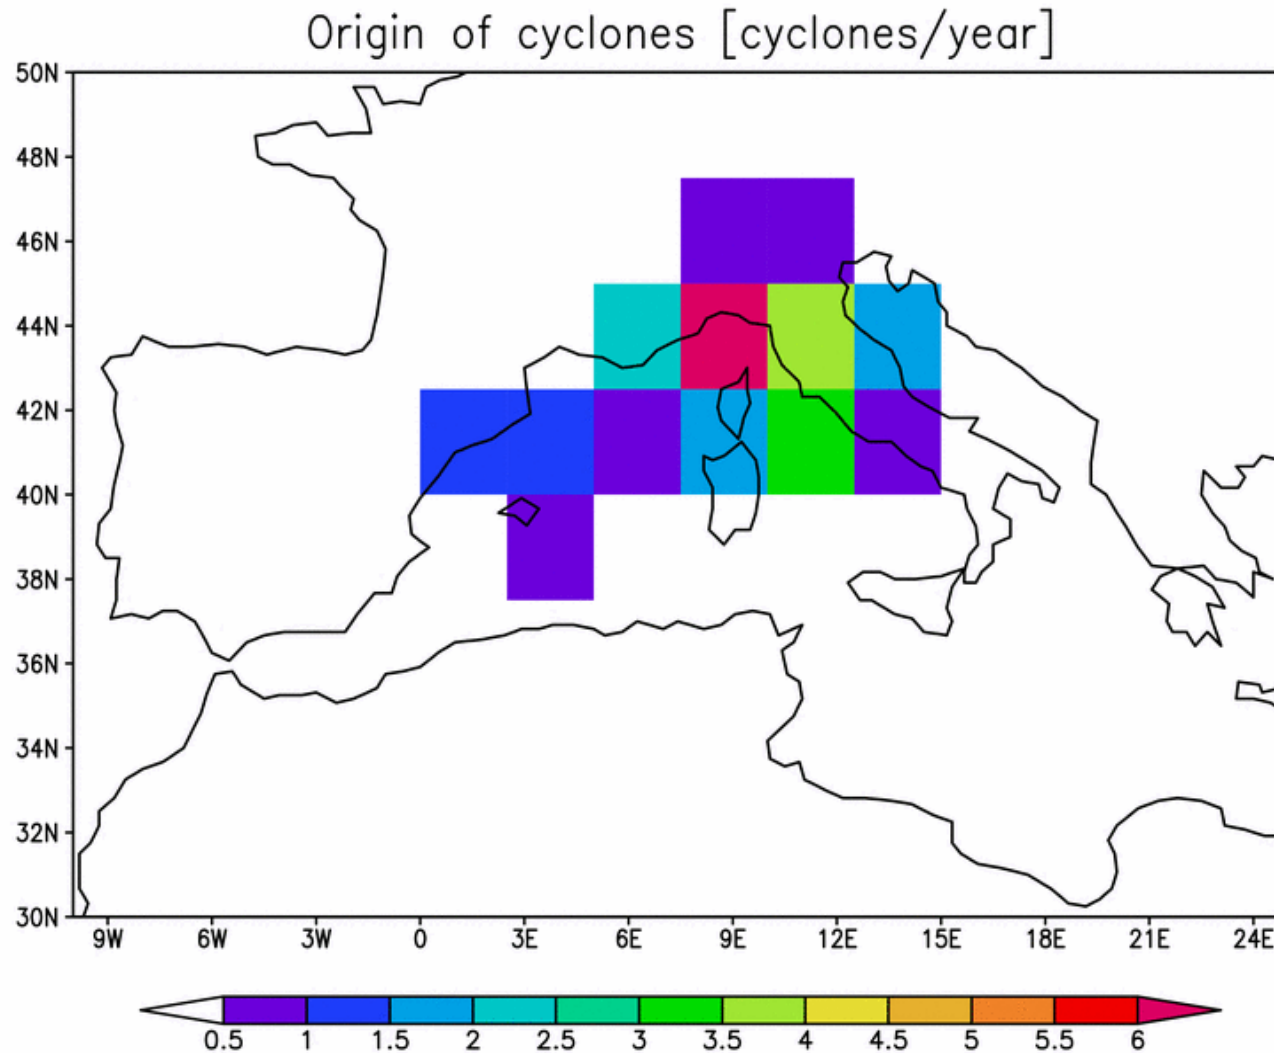 Origin of cyclones [cyclones/year]
50N
48N
46N
44N
42N
40N
38N
36N
34N
32N
30N
9W 6W 3W 0 3E 6E 9E 12E 15E 18E 21E 24E
0.5 1 1.5 2 2.5 3 3.5 4 4.5 5 5.5 6